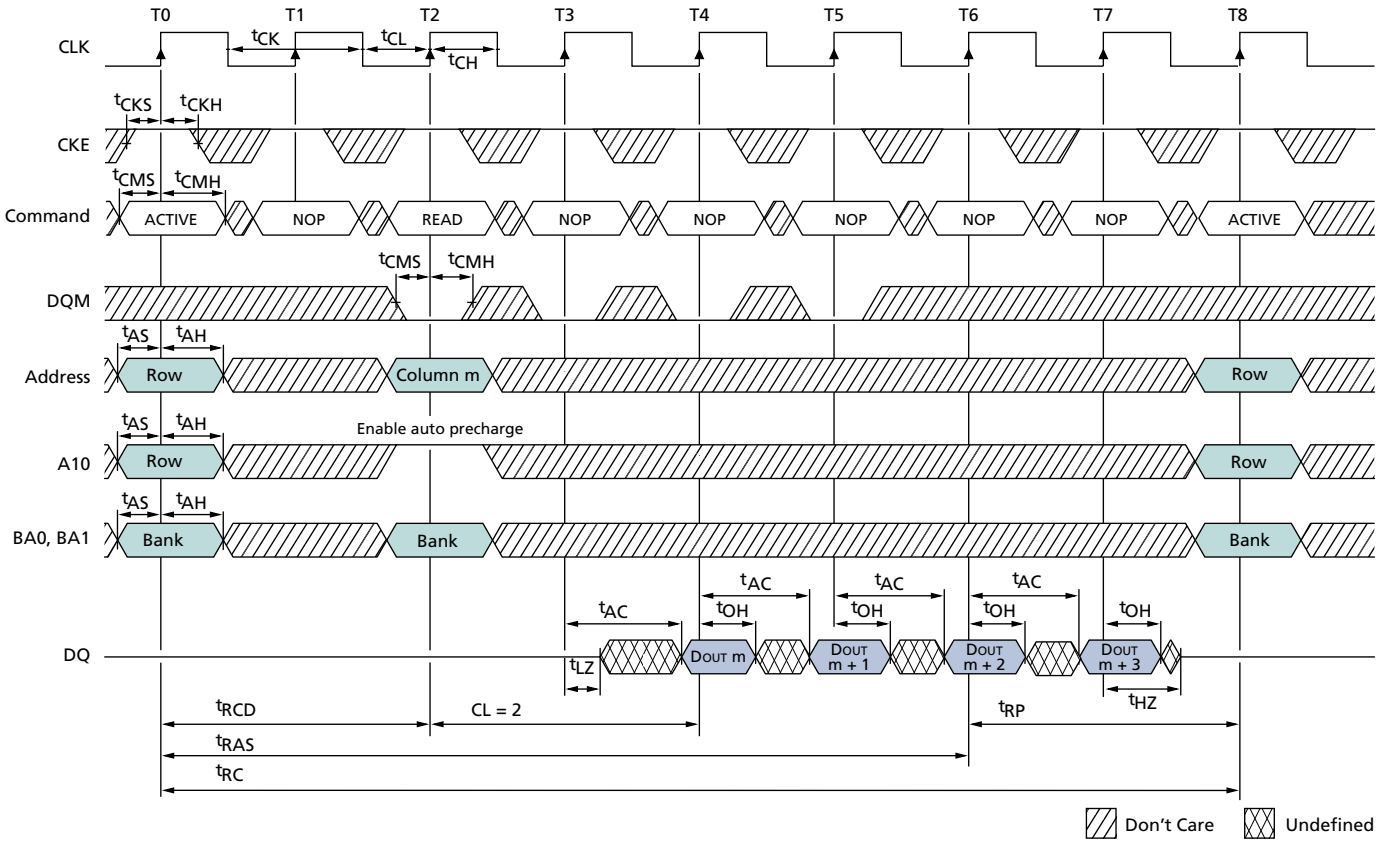 T0 T1 T2 T3 T4 T5 T6 T7 T8
CLK tCK tCL tCH
tCKS tCKH
CKE
tCMS tCMH
Command ACTIVE NOP READ NOP NOP NOP NOP NOP ACTIVE
tCMS tCMH
DQM
tAS tAH
Address Row Column m Row
tAS tAH Enable auto precharge
A10 Row Row
tAS tAH
BA0, BA1 Bank Bank Bank
tAC tAC tAC
tAC tOH tOH tOH tOH
DQ DOUT m DOUT m + 1 DOUT m + 2 DOUT m + 3
tLZ tHZ
tRCD CL = 2 tRP
tRAS
tRC
Don't Care Undefined